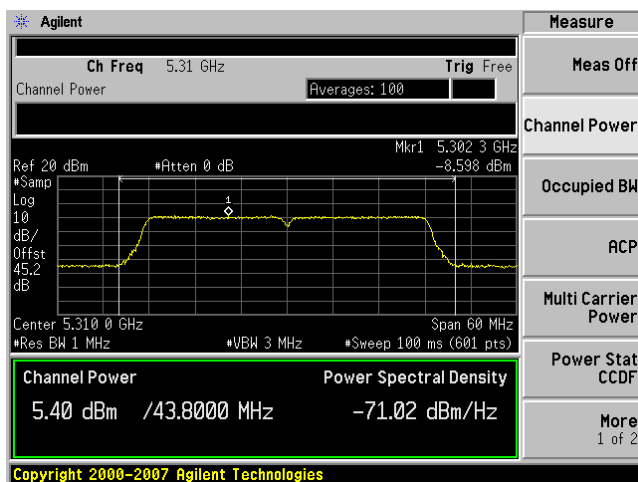 Agilent
Measure
Ch Freq 5.31 GHz Trig Free
Meas Off
Channel Power Averages: 100
Channel Power
Mkr1 5.302 3 GHz
Ref 20 dBm #Atten 0 dB -8.598 dBm
#Samp
Log
10
dB/
Offst
45.2
dB
1
Occupied BW
ACP
Multi Carrier
Power
Center 5.310 0 GHz Span 60 MHz
#Res BW 1 MHz #VBW 3 MHz #Sweep 100 ms (601 pts)
Power Stat
CCDF
Channel Power Power Spectral Density
5.40 dBm /43.8000 MHz -71.02 dBm/Hz
More
1 of 2
Copyright 2000-2007 Agilent Technologies